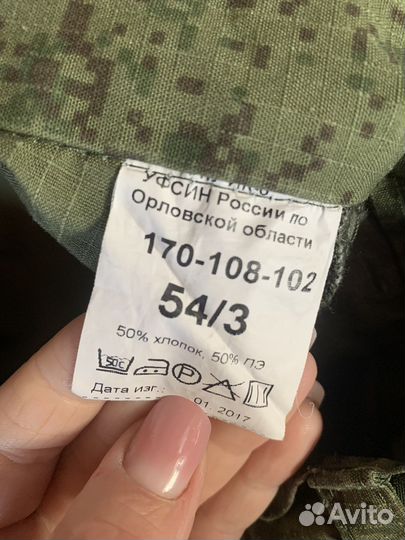 УФСИН России по
Орловской области
170-108-102
54/3
50% хлопок, 50% ПЭ
50C P
Дата изг.: 01 2017
Avito